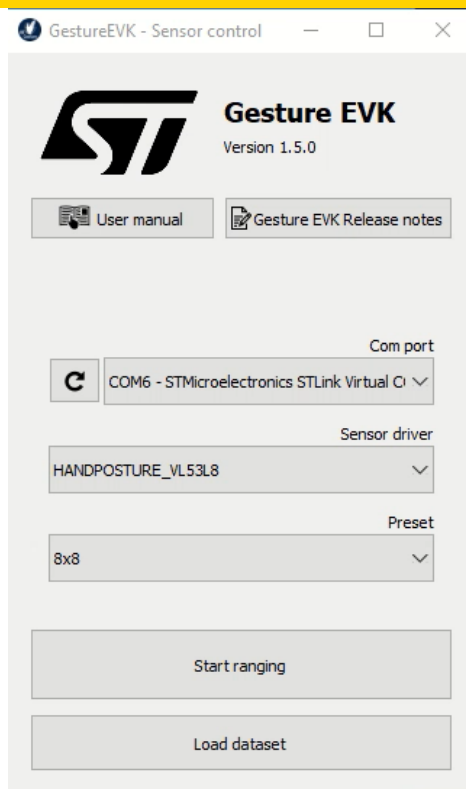 GestureEVK - Sensor control
ST
Gesture EVK
Version 1.5.0
User manual
Gesture EVK Release notes
Com port
COM6 - STMicroelectronics STLink Virtual C
Sensor driver
HANDPOSTURE_VL53L8
Preset
8x8
Start ranging
Load dataset